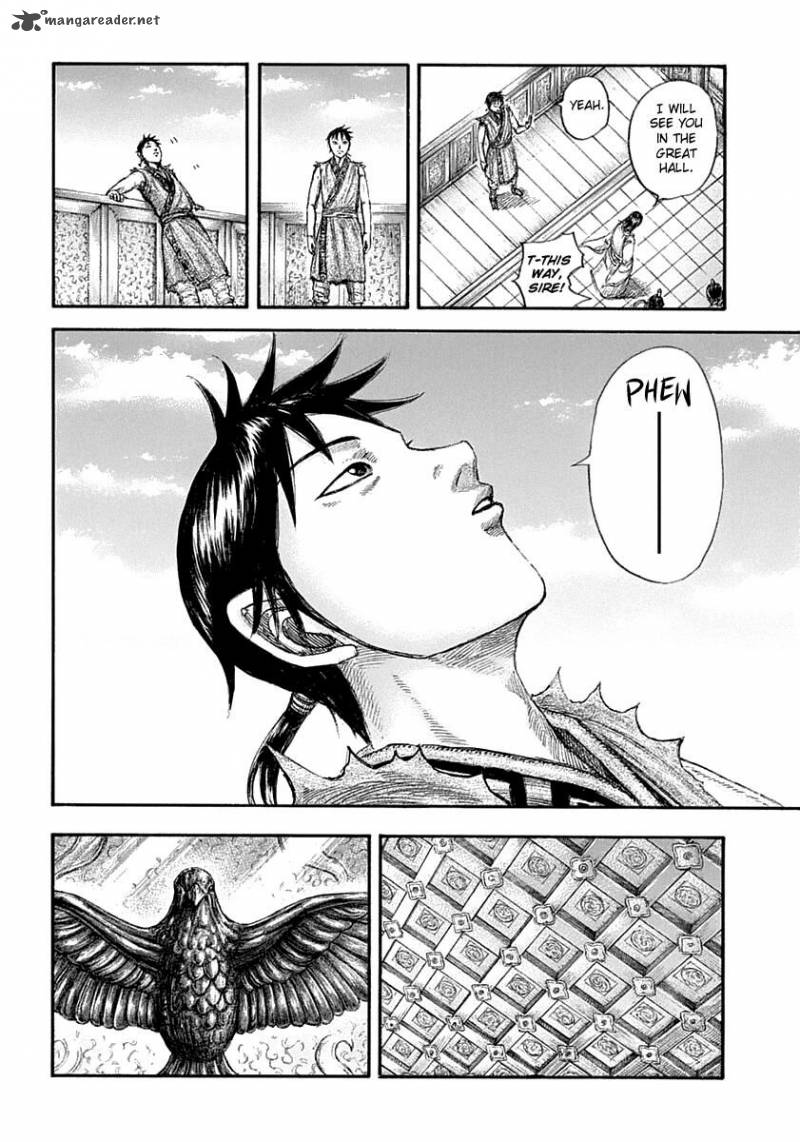 mangareader.net
I WILL
SEE YOU
IN THE
GREAT
HALL.
YEAH.
T-THIS
WAY,
SIRE!
PHEW